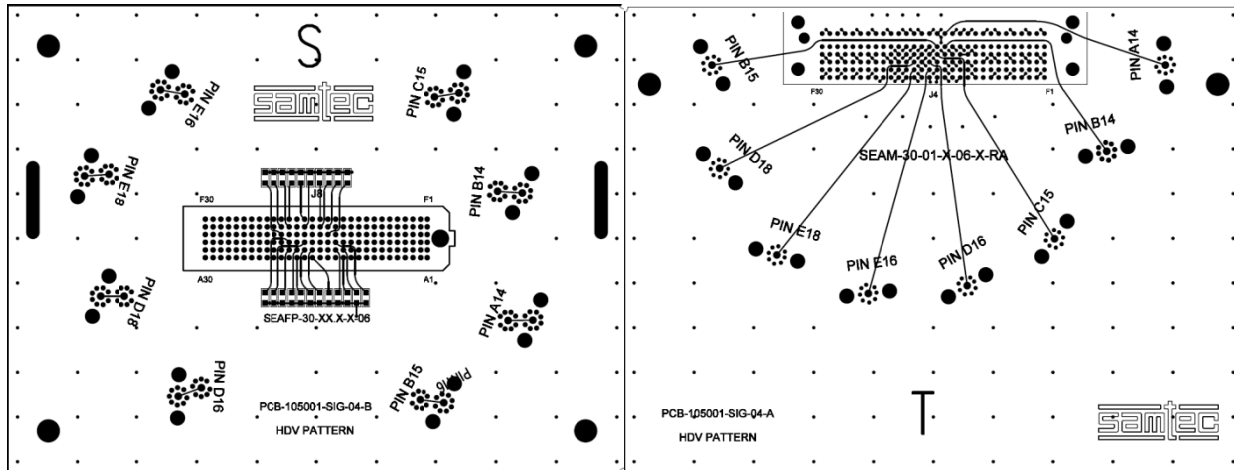 S
PIN E16
samtec
PIN C15
PIN E18
F30
J8
F1
PIN B14
A30
A1
PIN D18
SEAFP-30-XX.X-X-06
PIN A14
PIN D16
PIN B15
PCB-105001-SIG-04-B
HDV PATTERN
PIN B15
PIN A14
F30
J4
F1
PIN B14
SEAM-30-01-X-06-X-RA
PIN D18
PIN C15
PIN E18
PIN D16
PIN E16
PCB-105001-SIG-04-A
T
samtec
HDV PATTERN